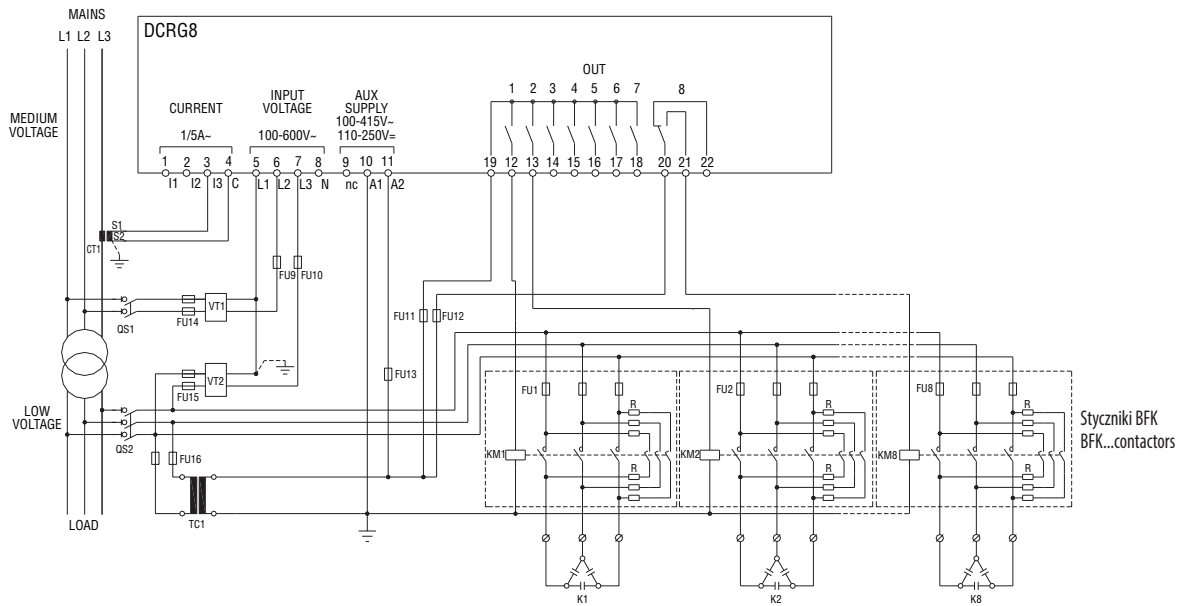 MAINS
L1 L2 L3
DCRG8
OUT
1 2 3 4 5 6 7 8
MEDIUM
VOLTAGE
CURRENT
1/5A~
INPUT
VOLTAGE
100-600V~
AUX
SUPPLY
100-415V~
110-250V=
1 2 3 4 5 6 7 8 9 10 11 19 12 13 14 15 16 17 18 20 21 22
I1 I2 I3 C L1 L2 L3 N nc A1 A2
S1
S2
CT1
FU9 FU10
VT1
FU14
QS1
FU11 FU12
VT2
FU15
FU13
FU1 FU2 FU8
LOW
VOLTAGE
QS2
R R R
Styczniki BFK
BFK...contactors
FU16
KM1 KM2 KM8
R R R
TC1
LOAD
K1 K2 K8